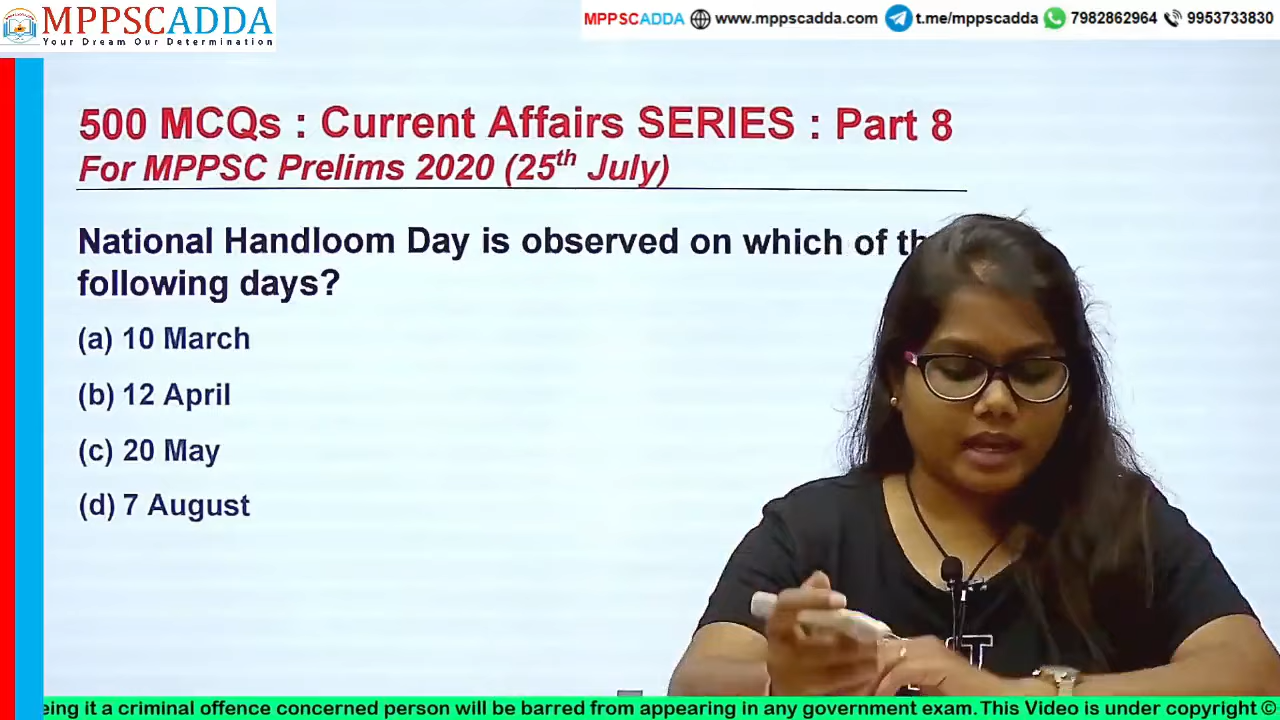 MPPSCADDA
Your Dream Our Determination
MPPSCADDA www.mppscadda.com t.me/mppscadda 7982862964 9953733830
500 MCQs : Current Affairs SERIES : Part 8
For MPPSC Prelims 2020 (25th July)
National Handloom Day is observed on which of
following days?
(a) 10 March
(b) 12 April
(c) 20 May
(d) 7 August
it a criminal offence concerned person will be barred from appearing in any government exam. This Video is under copyright ©